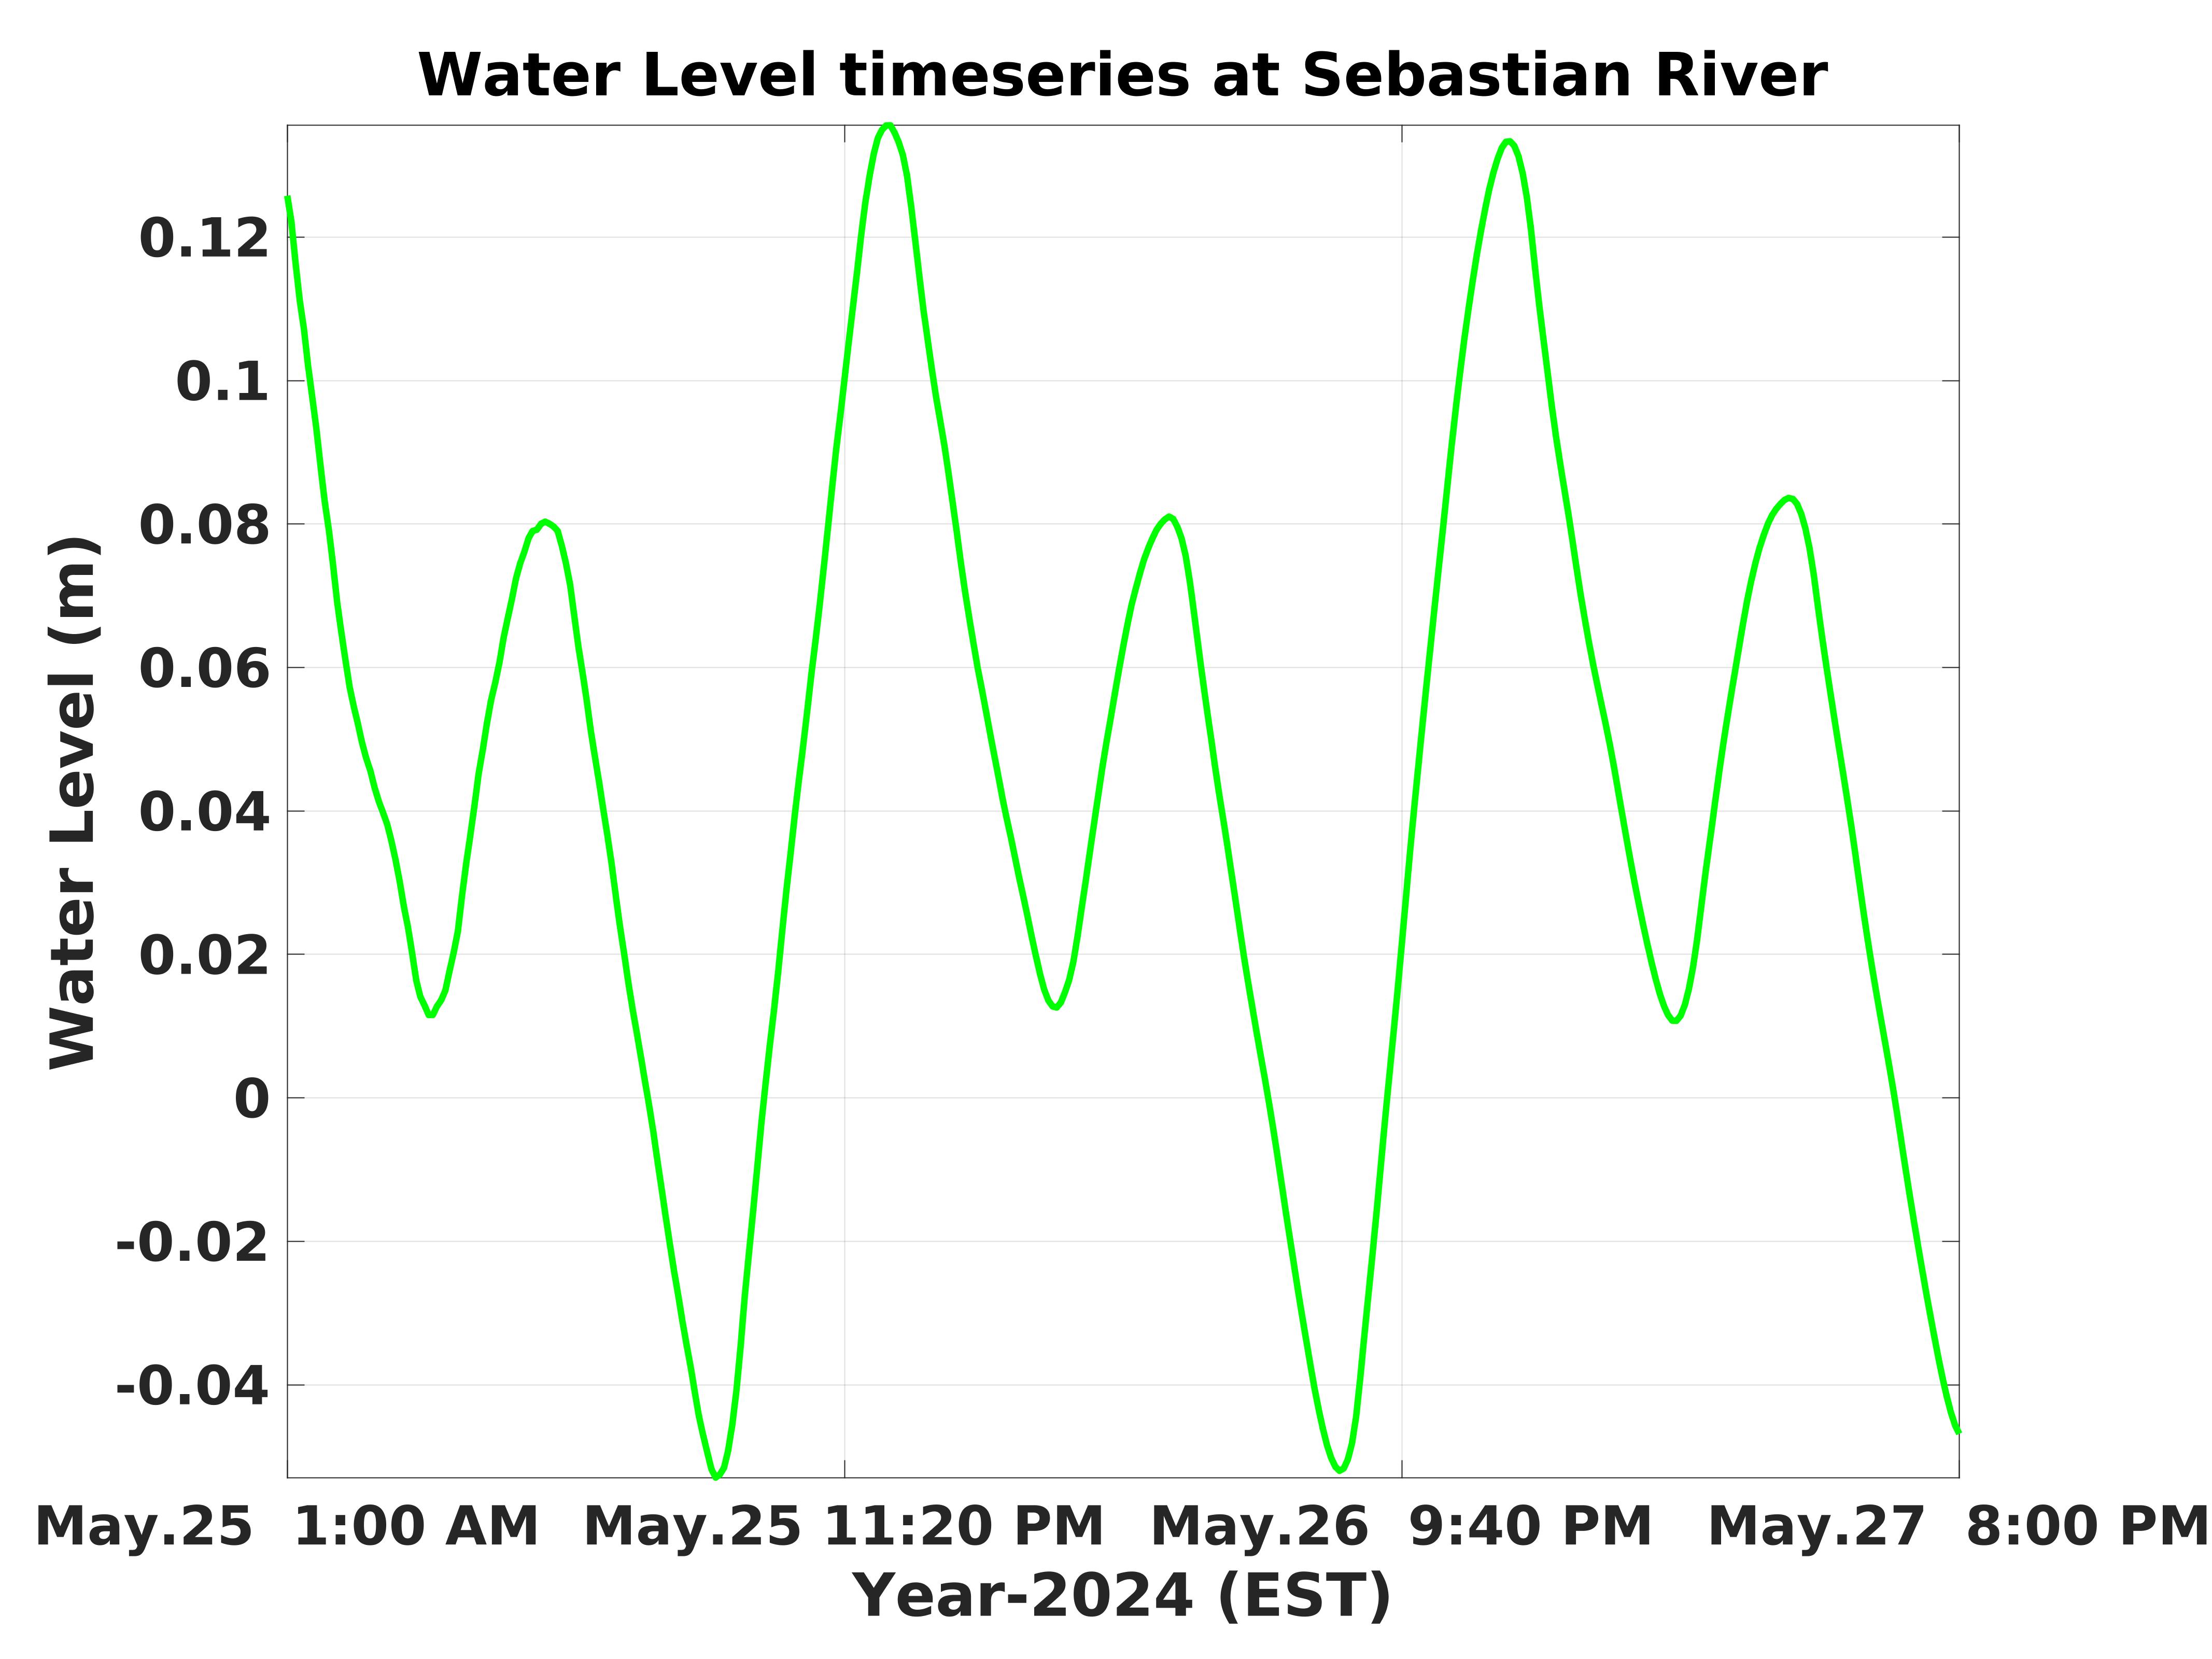 Water Level timeseries at Sebastian River
Water Level (m)
0.12
0.1
0.08
0.06
0.04
0.02
0
-0.02
-0.04
May.25 1:00 AM May.25 11:20 PM May.26 9:40 PM May.27 8:00 PM
Year-2024 (EST)